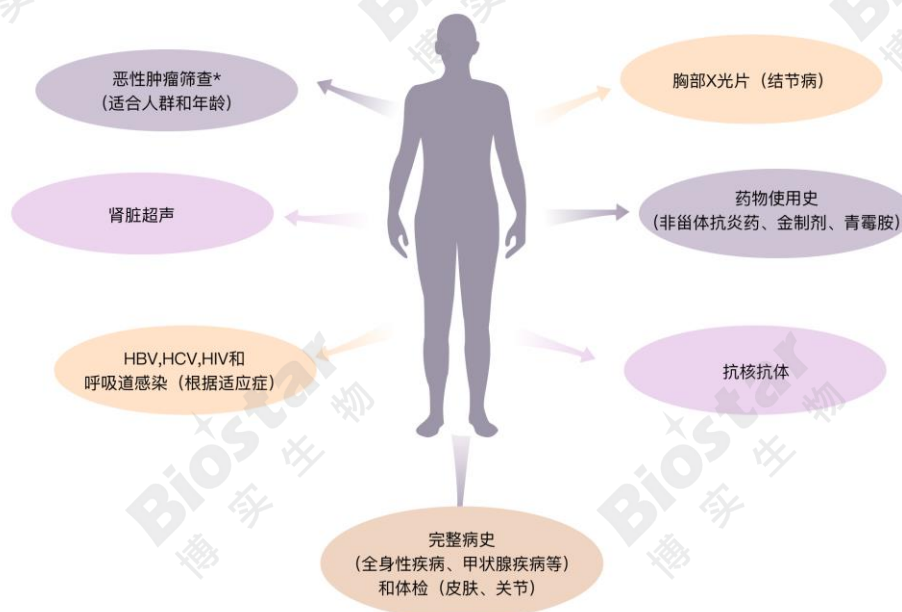 恶性肿瘤筛查*
（适合人群和年龄）
胸部X光片（结节病）
肾脏超声
药物使用史
（非甾体抗炎药、金制剂、青霉胺）
HBV,HCV,HIV和
呼吸道感染（根据适应症）
抗核抗体
完整病史
（全身性疾病、甲状腺疾病等）
和体检（皮肤、关节）
Biostar
博实生物
Biostar
博实生物